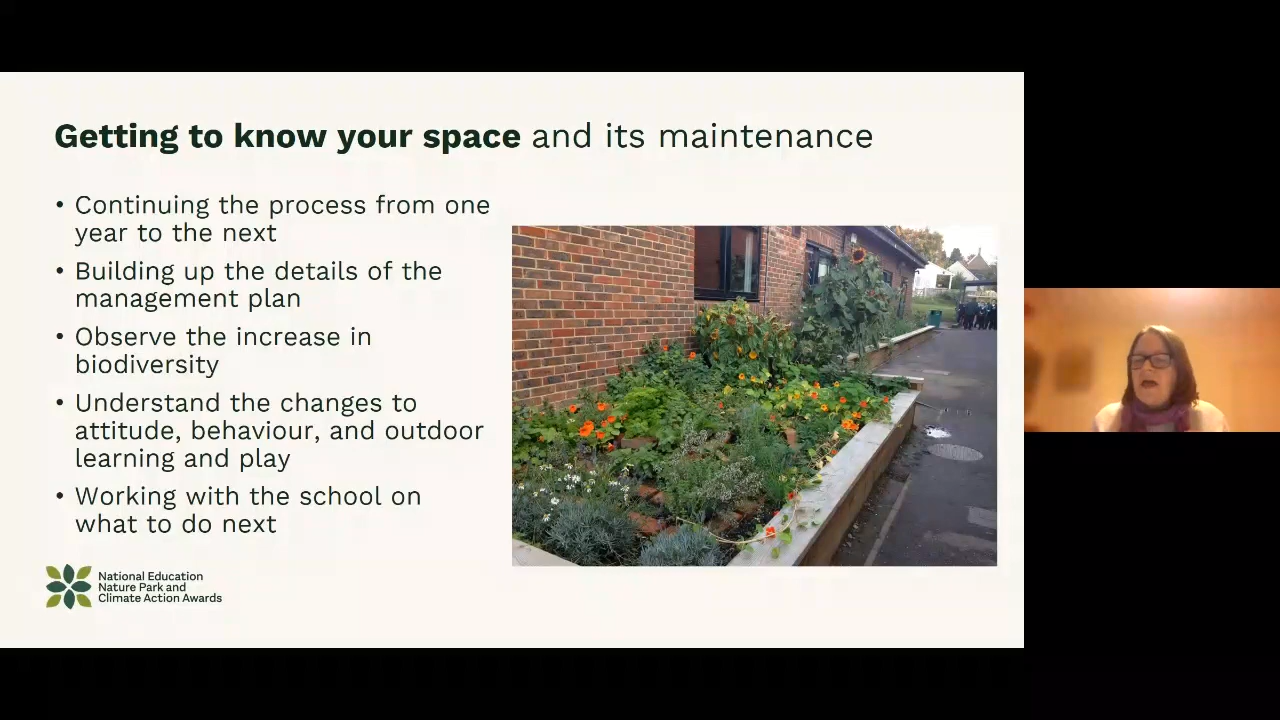 Getting to know your space and its maintenance
• Continuing the process from one
year to the next
• Building up the details of the
management plan
• Observe the increase in
biodiversity
• Understand the changes to
attitude, behaviour, and outdoor
learning and play
• Working with the school on
what to do next
National Education
Nature Park and
Climate Action Awards